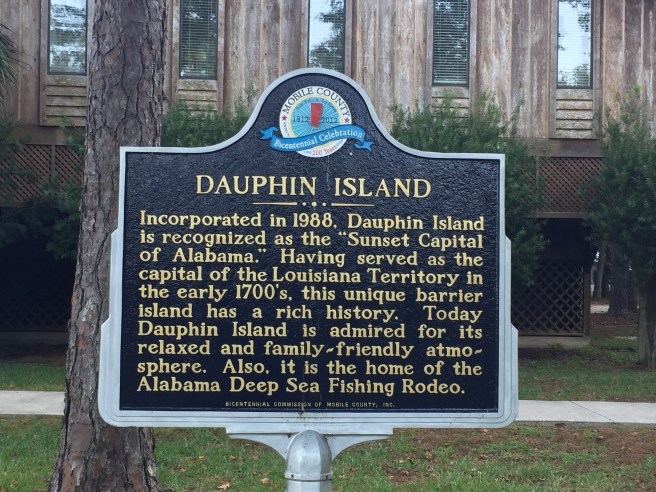 MOBILE COUNTY
1812 2012
Bicentennial Celebration
200 Years
DAUPHIN ISLAND
Incorporated in 1988, Dauphin Island
is recognized as the “Sunset Capital
of Alabama.” Having served as the
capital of the Louisiana Territory in
the early 1700's, this unique barrier
island has a rich history. Today
Dauphin Island is admired for its
relaxed and family-friendly atmo-
sphere. Also, it is the home of the
Alabama Deep Sea Fishing Rodeo.
BICENTENNIAL COMMISSION OF MOBILE COUNTY, INC.